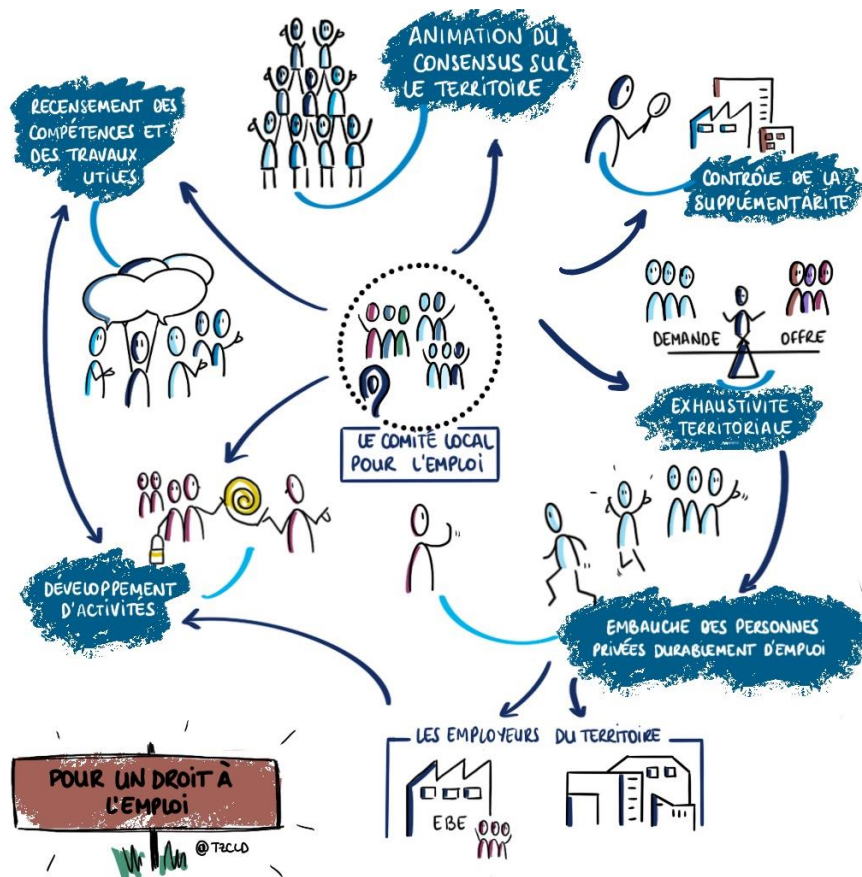 ANIMATION DU
CONSENSUS SUR
LE TERRITOIRE
RECENSEMENT DES
COMPÉTENCES ET
DES TRAVAUX
UTILES
CONTRÔLE DE LA
SUPPLÉMENTARITÉ
DEMANDE
OFFRE
EXHAUSTIVITE
TERRITORIALE
LE COMITÉ LOCAL
POUR L'EMPLOI
DÉVELOPPEMENT
D'ACTIVITÉS
EMBAUCHE DES PERSONNES
PRIVÉES DURABLEMENT D'EMPLOI
LES EMPLOYEURS DU TERRITOIRE
EBE
POUR UN DROIT À
L'EMPLOI
@TZCLD